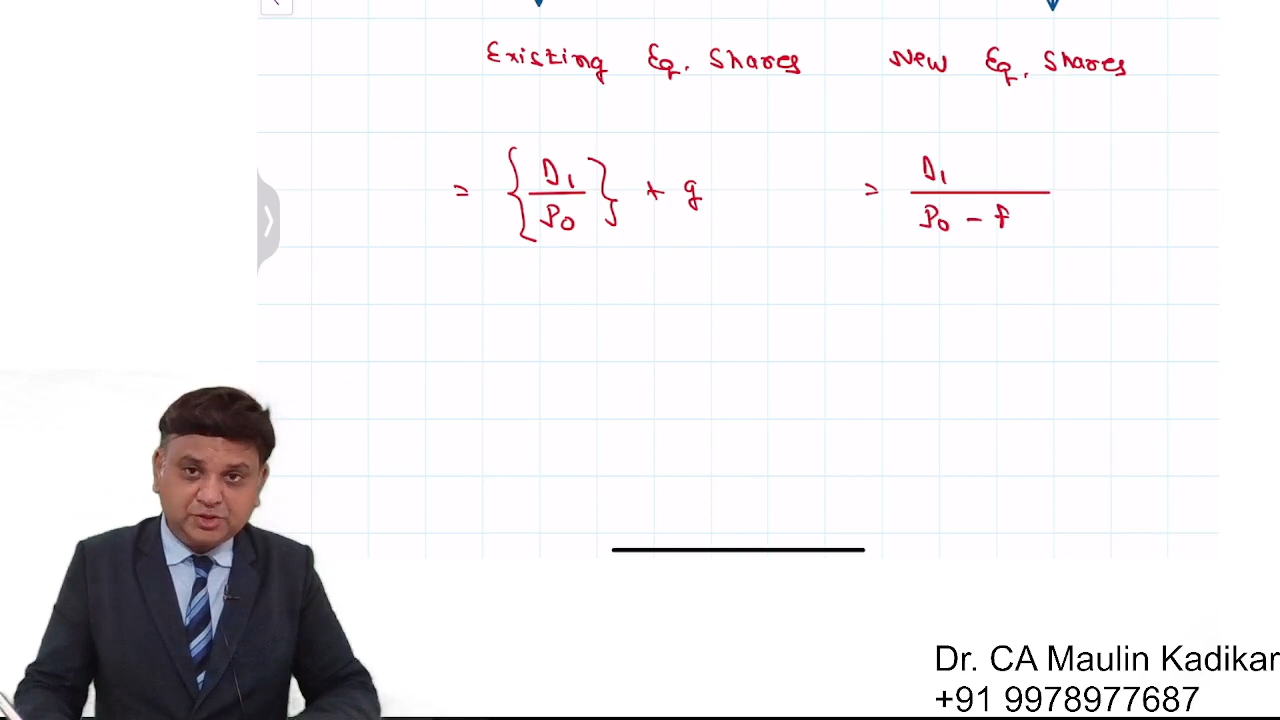 Existing Eq. Shares New Eq. Shares
= { D1 / P0 } + g = D1 / P0 - f
Dr. CA Maulin Kadikar
+91 9978977687